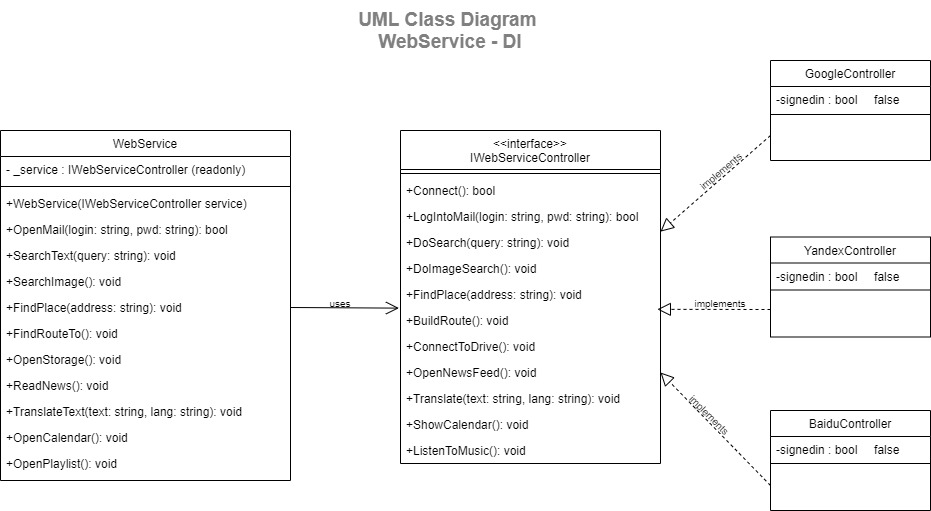 UML Class Diagram
WebService - DI
WebService
- _service : IWebServiceController (readonly)
+WebService(IWebServiceController service)
+OpenMail(login: string, pwd: string): bool
+SearchText(query: string): void
+SearchImage(): void
+FindPlace(address: string): void
+FindRouteTo(): void
+OpenStorage(): void
+ReadNews(): void
+TranslateText(text: string, lang: string): void
+OpenCalendar(): void
+OpenPlaylist(): void
uses
<<interface>>
IWebServiceController
+Connect(): bool
+LogIntoMail(login: string, pwd: string): bool
+DoSearch(query: string): void
+DoImageSearch(): void
+FindPlace(address: string): void
+BuildRoute(): void
+ConnectToDrive(): void
+OpenNewsFeed(): void
+Translate(text: string, lang: string): void
+ShowCalendar(): void
+ListenToMusic(): void
implements
GoogleController
-signedin : bool false
implements
YandexController
-signedin : bool false
implements
BaiduController
-signedin : bool false